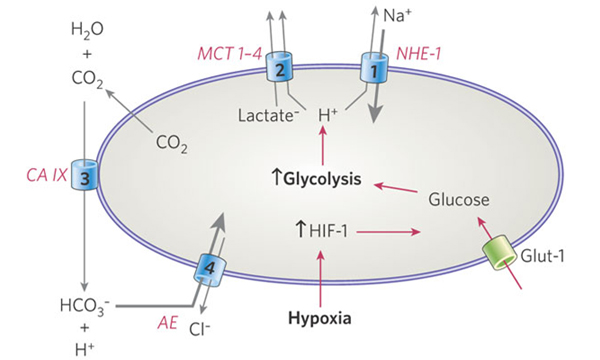 H₂O
+
CO₂
MCT 1–4
2
Na⁺
1
NHE-1
Lactate⁻
H⁺
CO₂
CA IX
3
↑Glycolysis
Glucose
↑HIF-1
Glut-1
4
HCO₃⁻
+
H⁺
AE
Cl⁻
Hypoxia